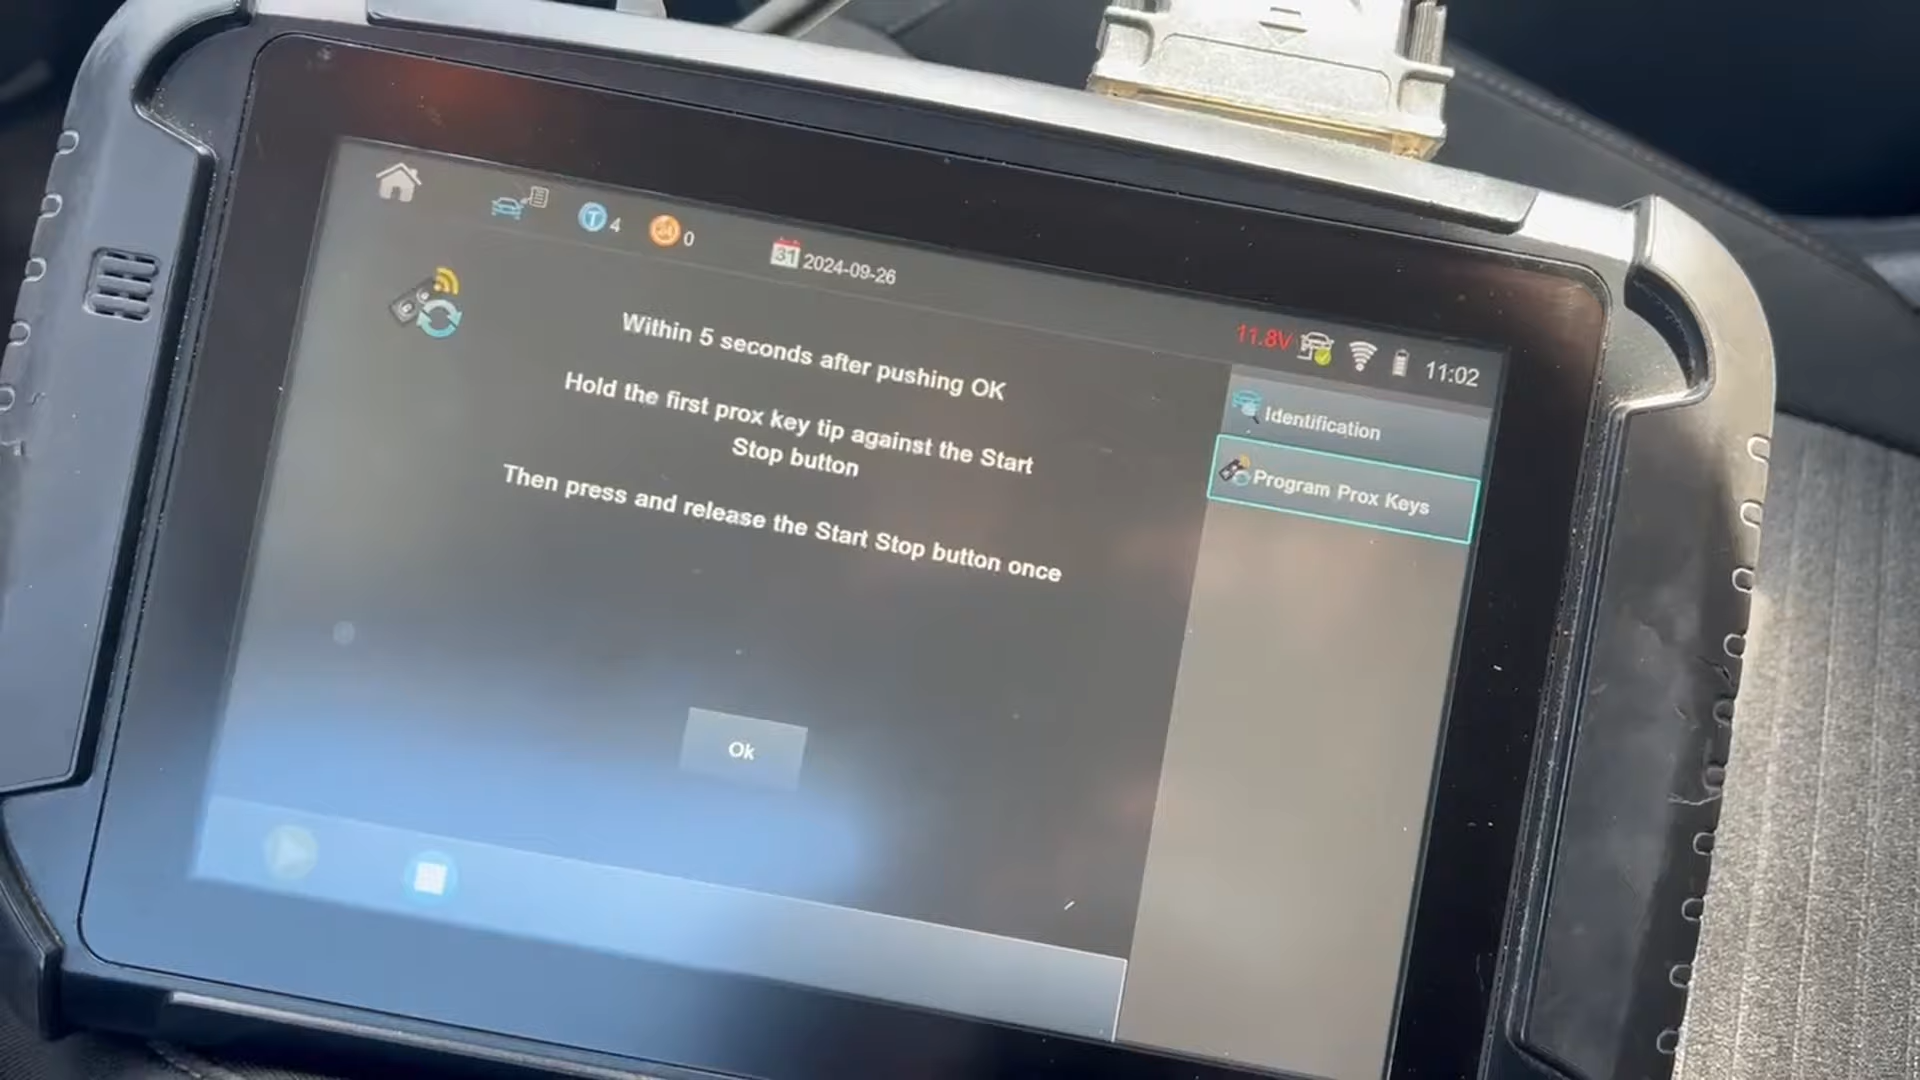 4
0
31 2024-09-26
11.8V
11:02
Within 5 seconds after pushing OK
Hold the first prox key tip against the Start
Stop button
Then press and release the Start Stop button once
Ok
Identification
Program Prox Keys